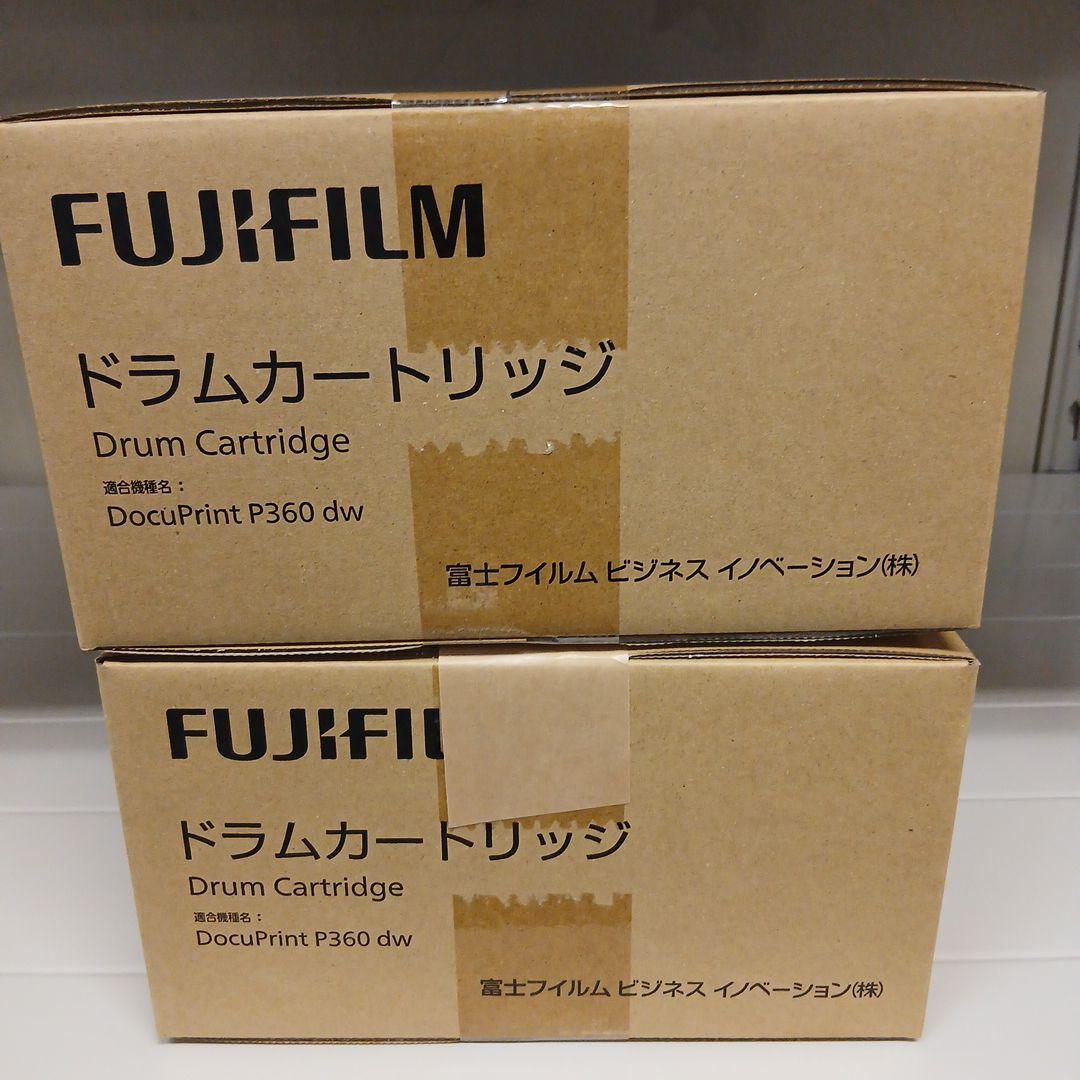 FUJIFILM
ドラムカートリッジ
Drum Cartridge
適合機種名：
DocuPrint P360 dw
富士フイルム ビジネス イノベーション(株)
FUJIFI
ドラムカートリッジ
Drum Cartridge
適合機種名：
DocuPrint P360 dw
富士フイルム ビジネス イノベーション(株)